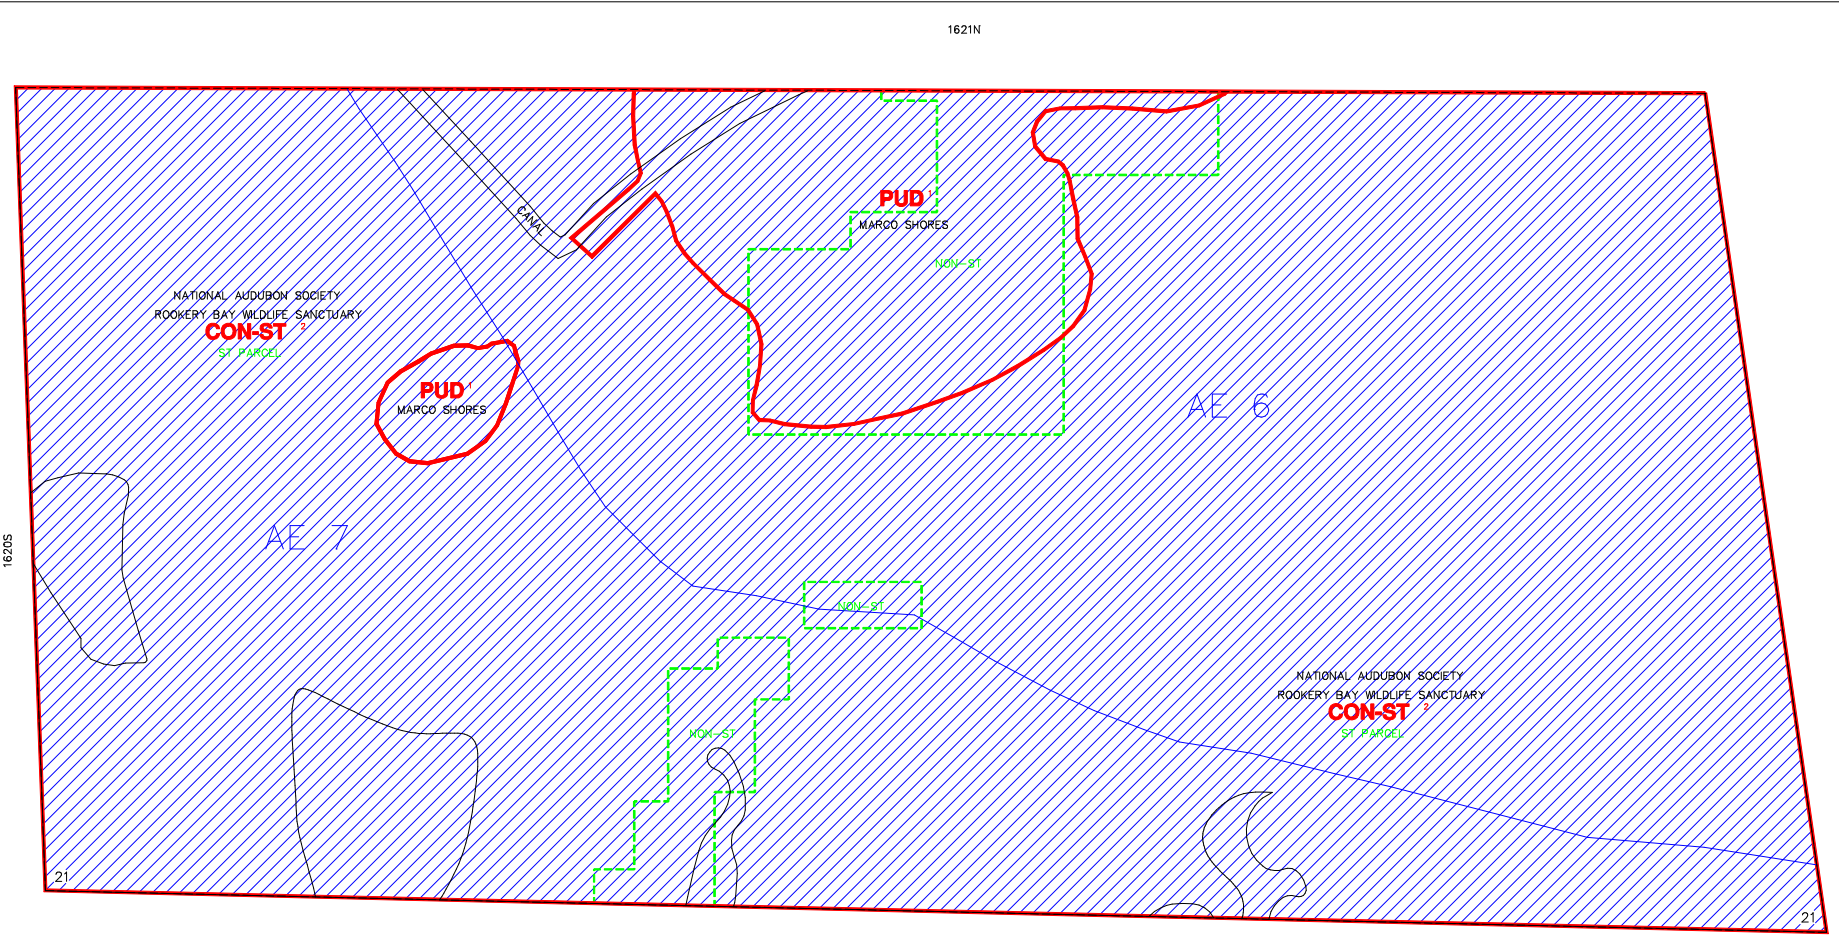 1621N
CANAL
PUD 1
MARCO SHORES
NON-ST
NATIONAL AUDUBON SOCIETY
ROOKERY BAY WILDLIFE SANCTUARY
CON-ST 2
ST PARCEL
PUD 1
MARCO SHORES
AE 6
AE 7
1620S
NON-ST
NATIONAL AUDUBON SOCIETY
ROOKERY BAY WILDLIFE SANCTUARY
CON-ST 2
ST PARCEL
NON-ST
21
21